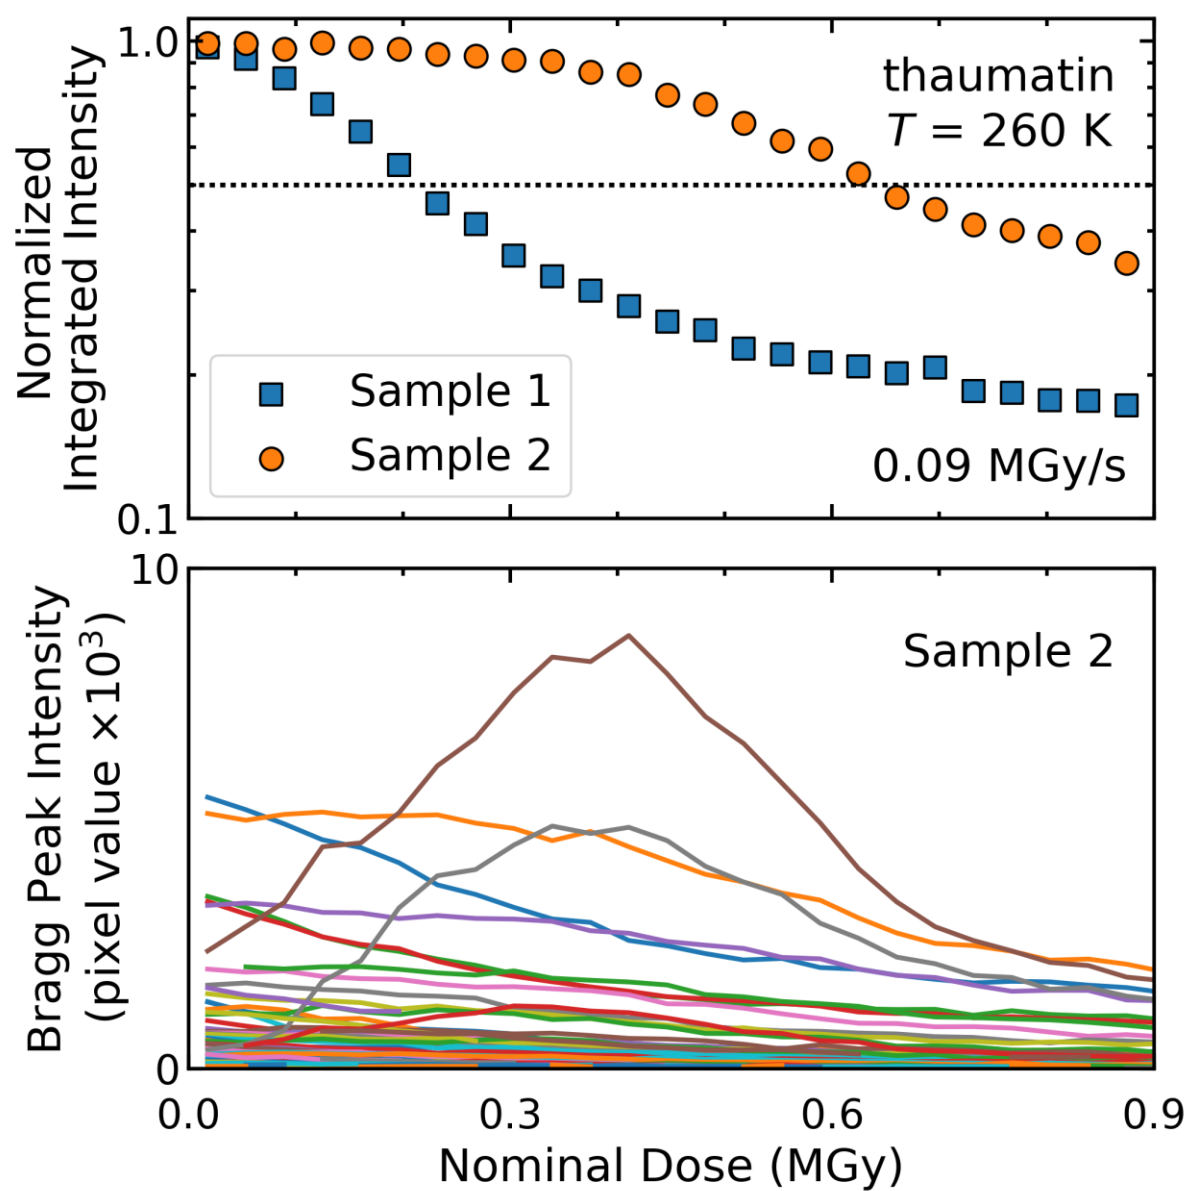 Normalized
Integrated Intensity
1.0
0.1
thaumatin
T = 260 K
Sample 1
Sample 2
0.09 MGy/s
Bragg Peak Intensity
(pixel value ×10³)
10
0
Sample 2
0.0 0.3 0.6 0.9
Nominal Dose (MGy)